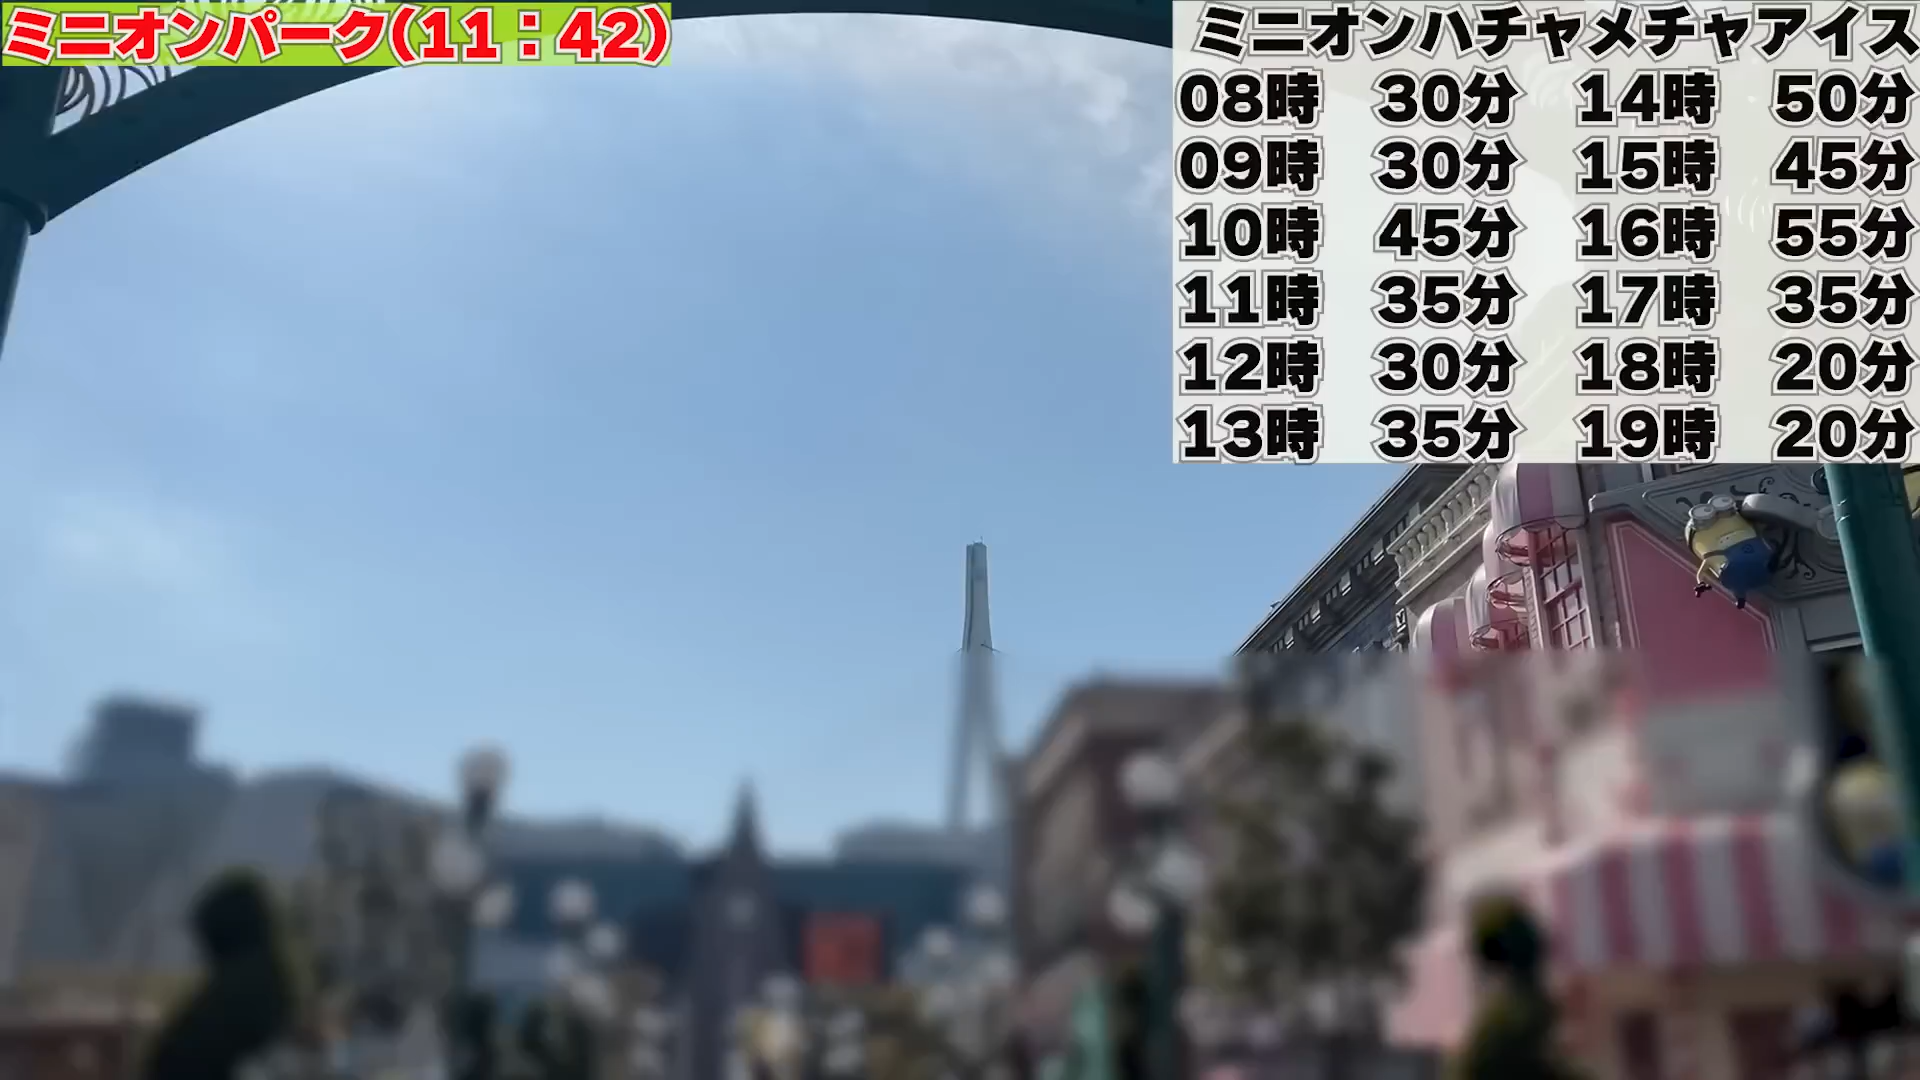 ミニオンパーク(11：42)
ミニオンハチャメチャアイス
08時 30分 14時 50分
09時 30分 15時 45分
10時 45分 16時 55分
11時 35分 17時 35分
12時 30分 18時 20分
13時 35分 19時 20分